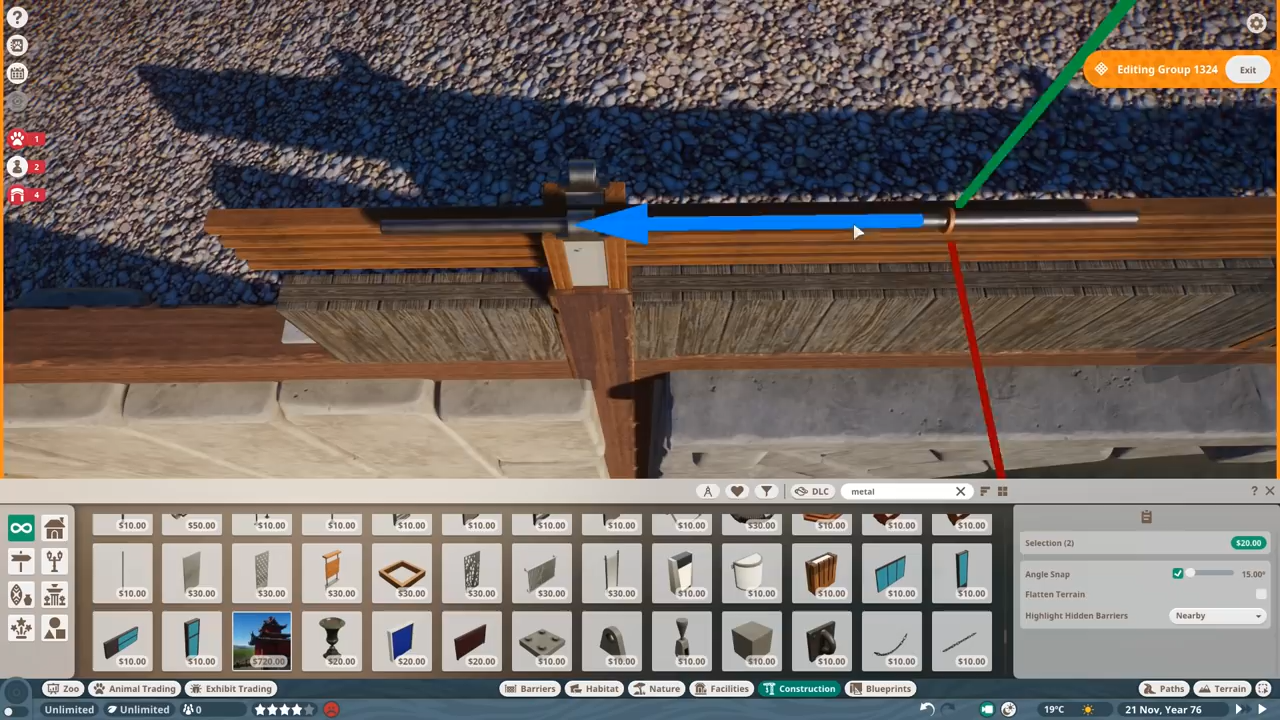 ?
Editing Group 1324
Exit
1
2
4
DLC
metal
?
$10.00 $50.00 $10.00 $10.00 $10.00 $10.00 $10.00 $10.00 $10.00 $30.00 $10.00 $10.00 $10.00
$10.00 $30.00 $30.00 $30.00 $30.00 $30.00 $30.00 $30.00 $10.00 $10.00 $10.00 $10.00 $10.00
$10.00 $10.00 $720.00 $20.00 $20.00 $20.00 $10.00 $10.00 $10.00 $10.00 $10.00 $10.00 $10.00
Selection (2) $20.00
Angle Snap 15.00°
Flatten Terrain
Highlight Hidden Barriers Nearby
Zoo Animal Trading Exhibit Trading Barriers Habitat Nature Facilities Construction Blueprints Paths Terrain
Unlimited Unlimited 0 19°C 21 Nov, Year 76